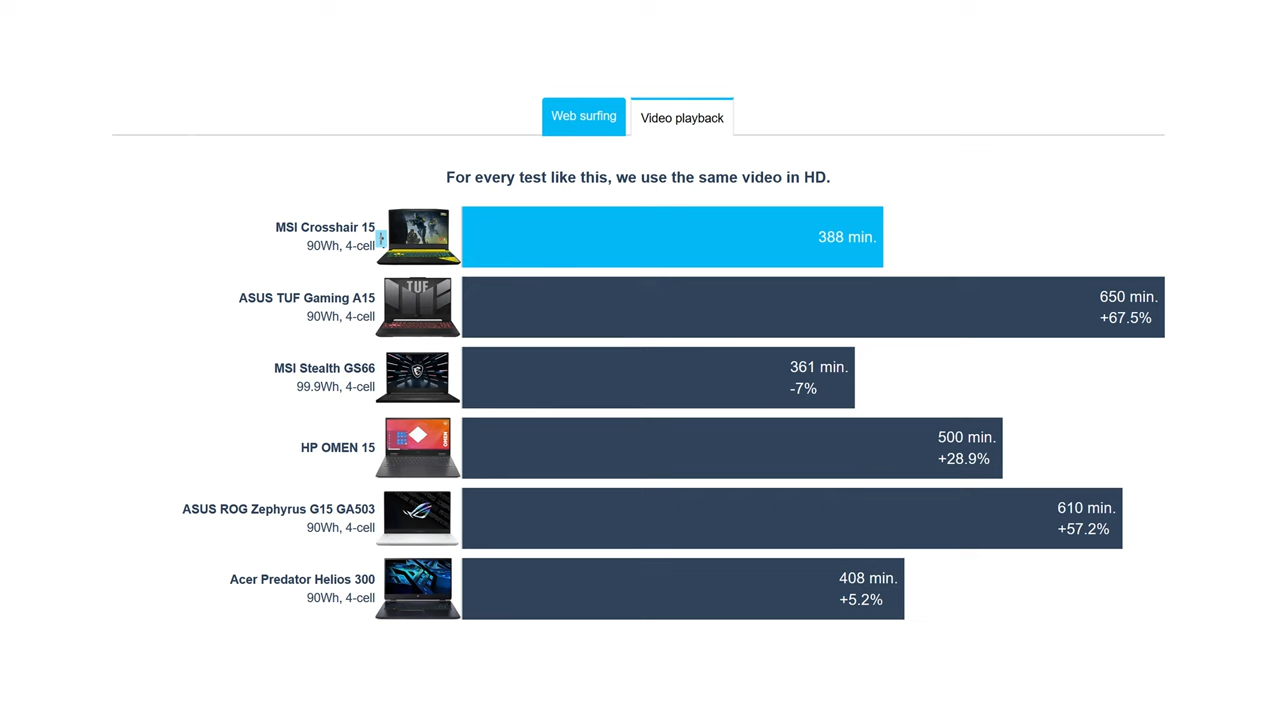 Web surfing
Video playback
For every test like this, we use the same video in HD.
MSI Crosshair 15
90Wh, 4-cell
388 min.
ASUS TUF Gaming A15
90Wh, 4-cell
TUF
650 min.
+67.5%
MSI Stealth GS66
99.9Wh, 4-cell
361 min.
-7%
HP OMEN 15
OMEN
500 min.
+28.9%
ASUS ROG Zephyrus G15 GA503
90Wh, 4-cell
610 min.
+57.2%
Acer Predator Helios 300
90Wh, 4-cell
408 min.
+5.2%